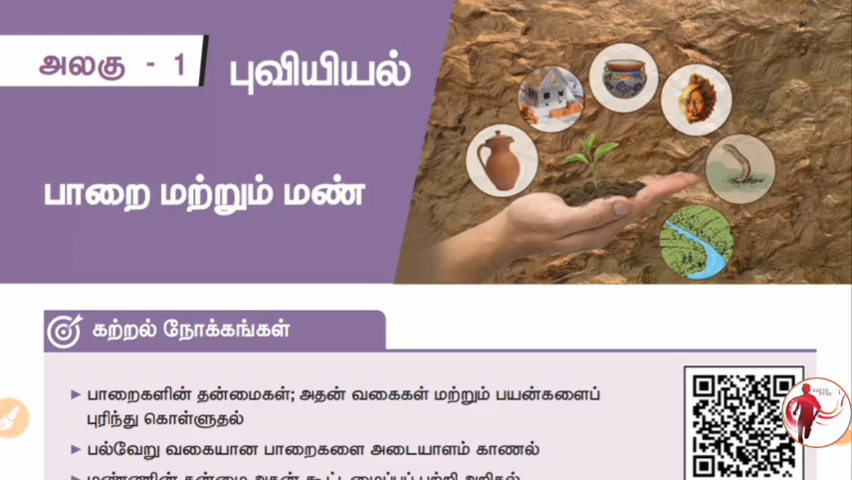 அலகு - 1
புவியியல்
பாறை மற்றும் மண்
கற்றல் நோக்கங்கள்
▶ பாறைகளின் தன்மைகள்; அதன் வகைகள் மற்றும் பயன்களைப்
புரிந்து கொள்ளுதல்
▶ பல்வேறு வகையான பாறைகளை அடையாளம் காணல்